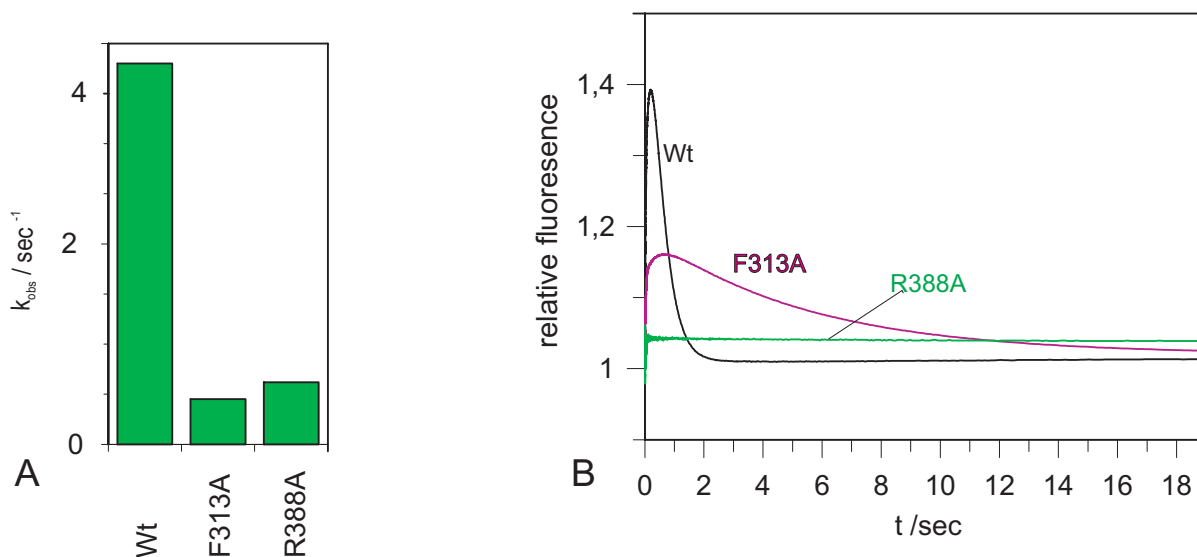 4
2
0
k_obs / sec -1
Wt
F313A
R388A
A
1,4
1,2
1
relative fluoresence
Wt
F313A
R388A
0 2 4 6 8 10 12 14 16 18
t /sec
B